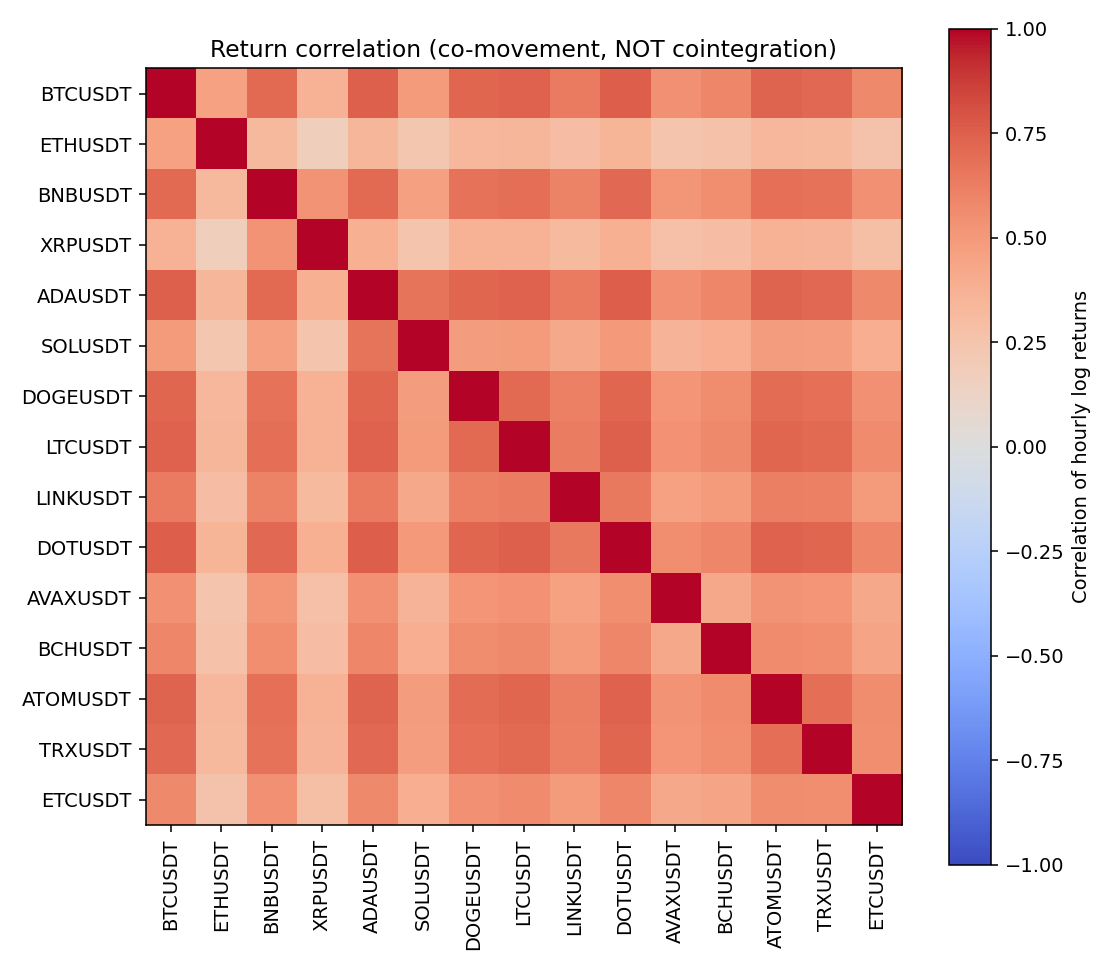 Return correlation (co-movement, NOT cointegration)
BTCUSDT
ETHUSDT
BNBUSDT
XRPUSDT
ADAUSDT
SOLUSDT
DOGEUSDT
LTCUSDT
LINKUSDT
DOTUSDT
AVAXUSDT
BCHUSDT
ATOMUSDT
TRXUSDT
ETCUSDT
BTCUSDT
ETHUSDT
BNBUSDT
XRPUSDT
ADAUSDT
SOLUSDT
DOGEUSDT
LTCUSDT
LINKUSDT
DOTUSDT
AVAXUSDT
BCHUSDT
ATOMUSDT
TRXUSDT
ETCUSDT
1.00
0.75
0.50
0.25
0.00
−0.25
−0.50
−0.75
−1.00
Correlation of hourly log returns